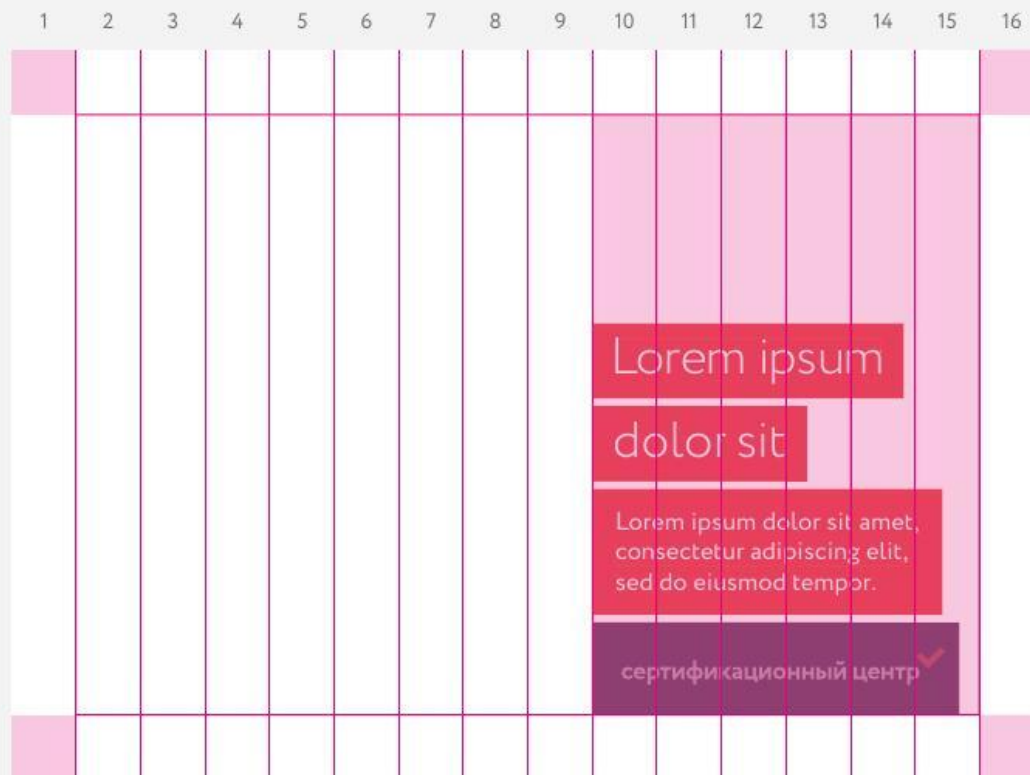 1 2 3 4 5 6 7 8 9 10 11 12 13 14 15 16
Lorem ipsum
dolor sit
Lorem ipsum dolor sit amet,
consectetur adipiscing elit,
sed do eiusmod tempor.
сертификационный центр